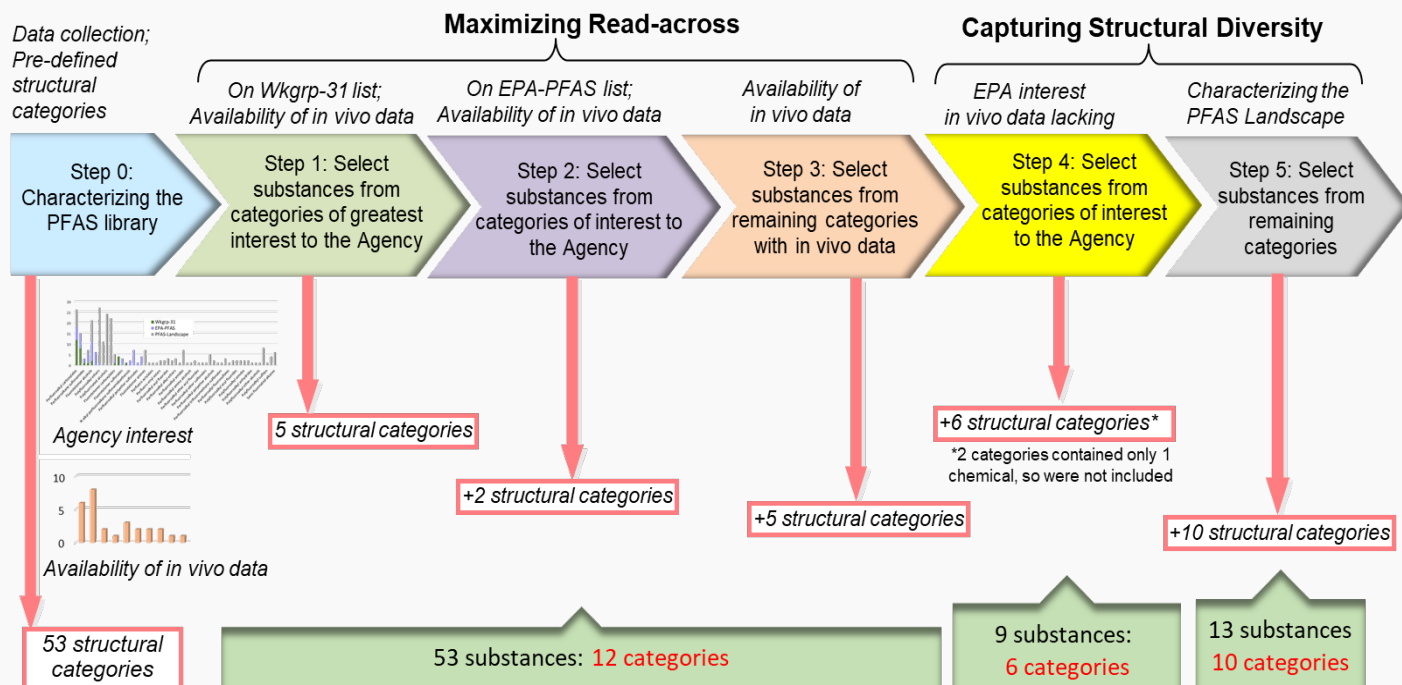 Maximizing Read-across
Capturing Structural Diversity
Data collection;
Pre-defined
structural
categories
On Wkgrp-31 list;
Availability of in vivo data
On EPA-PFAS list;
Availability of in vivo data
Availability of
in vivo data
EPA interest
in vivo data lacking
Characterizing the
PFAS Landscape
Step 0:
Characterizing the
PFAS library
Step 1: Select
substances from
categories of greatest
interest to the Agency
Step 2: Select
substances from
categories of interest to
the Agency
Step 3: Select
substances from
remaining categories
with in vivo data
Step 4: Select
substances from
categories of interest
to the Agency
Step 5: Select
substances from
remaining
categories
Wkgrp-31
EPA-PFAS
PFAS-Landscape
Agency interest
10
5
0
Availability of in vivo data
53 structural
categories
5 structural categories
+2 structural categories
+5 structural categories
+6 structural categories*
*2 categories contained only 1
chemical, so were not included
+10 structural categories
53 substances: 12 categories
9 substances:
6 categories
13 substances
10 categories